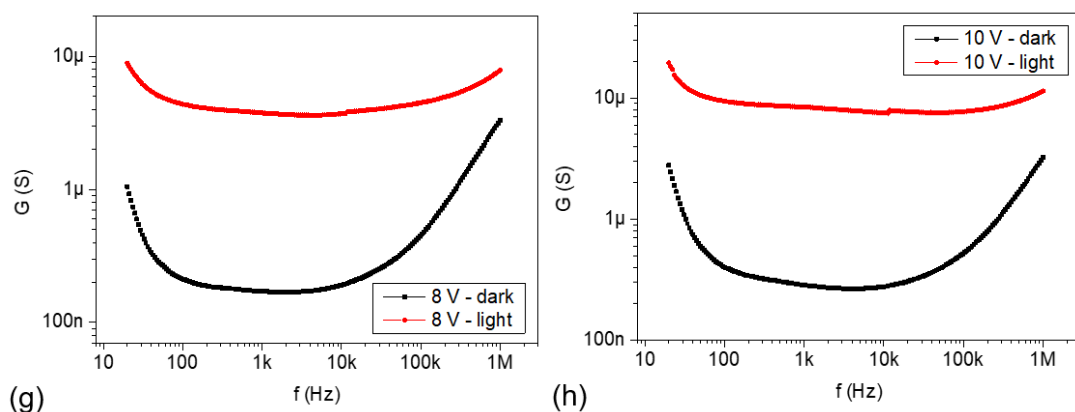 10µ
1µ
100n
G (S)
8 V - dark
8 V - light
10 100 1k 10k 100k 1M
f (Hz)
(g)
10µ
1µ
100n
G (S)
10 V - dark
10 V - light
10 100 1k 10k 100k 1M
f (Hz)
(h)